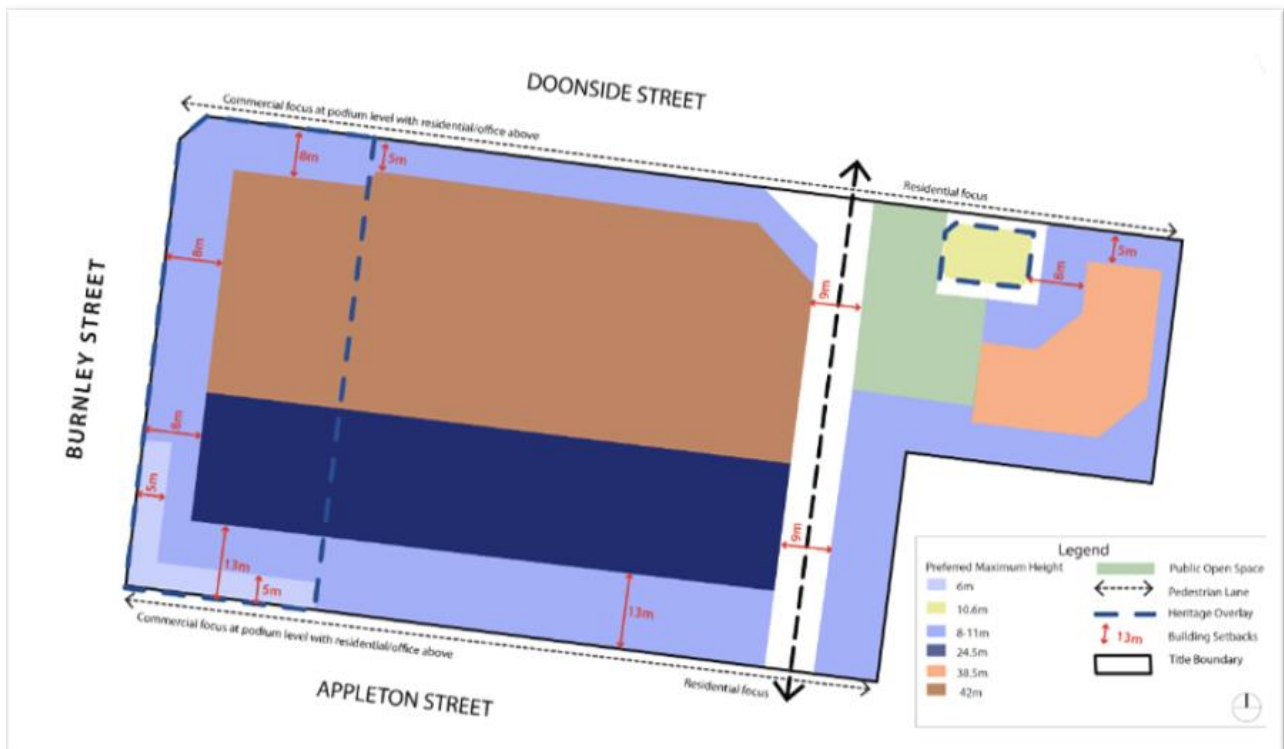 DOONSIDE STREET
Commercial focus at podium level with residential/office above
Residential focus
8m
5m
5m
8m
8m
9m
BURNLEY STREET
8m
5m
9m
13m
5m
13m
Commercial focus at podium level with residential/office above
Residential focus
APPLETON STREET
Legend
Preferred Maximum Height
6m
10.6m
8-11m
24.5m
38.5m
42m
Public Open Space
Pedestrian Lane
Heritage Overlay
13m Building Setbacks
Title Boundary